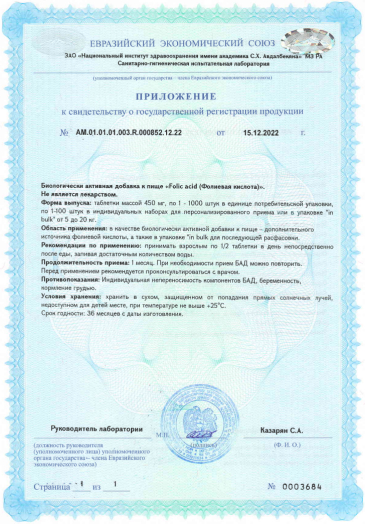 ЕВРАЗИЙСКИЙ ЭКОНОМИЧЕСКИЙ СОЮЗ
ЗАО «Национальный институт здравоохранения имени академика С.Х. Авдалбекяна» МЗ РА
Санитарно-гигиеническая испытательная лаборатория
(уполномоченный орган государства - члена Евразийского экономического союза)
ПРИЛОЖЕНИЕ
к свидетельству о государственной регистрации продукции
№ AM.01.01.01.003.R.000852.12.22 от 15.12.2022 г.
Биологически активная добавка к пище «Folic acid (Фолиевая кислота)».
Не является лекарством.
Форма выпуска: таблетки массой 450 мг, по 1 - 1000 штук в единице потребительской упаковки,
по 1-100 штук в индивидуальных наборах для персонализированного приема или в упаковке "in
bulk" от 5 до 20 кг.
Область применения: в качестве биологически активной добавки к пище – дополнительного
источника фолиевой кислоты, а также в упаковке "in bulk для последующей расфасовки.
Рекомендации по применению: принимать взрослым по 1/2 таблетки в день непосредственно
после еды, запивая достаточным количеством воды.
Продолжительность приема: 1 месяц. При необходимости прием БАД можно повторить.
Перед применением рекомендуется проконсультироваться с врачом.
Противопоказания: Индивидуальная непереносимость компонентов БАД, беременность,
кормление грудью.
Условия хранения: хранить в сухом, защищенном от попадания прямых солнечных лучей,
недоступном для детей месте, при температуре не выше +25°С.
Срок годности: 36 месяцев с даты изготовления.
Руководитель лаборатории Казарян С.А.
М.П. (подпись) (Ф. И. О.)
(должность руководителя
(уполномоченного лица) уполномоченного
органа государства – члена Евразийского
экономического союза)
Страница 1 из 1 № 0003684